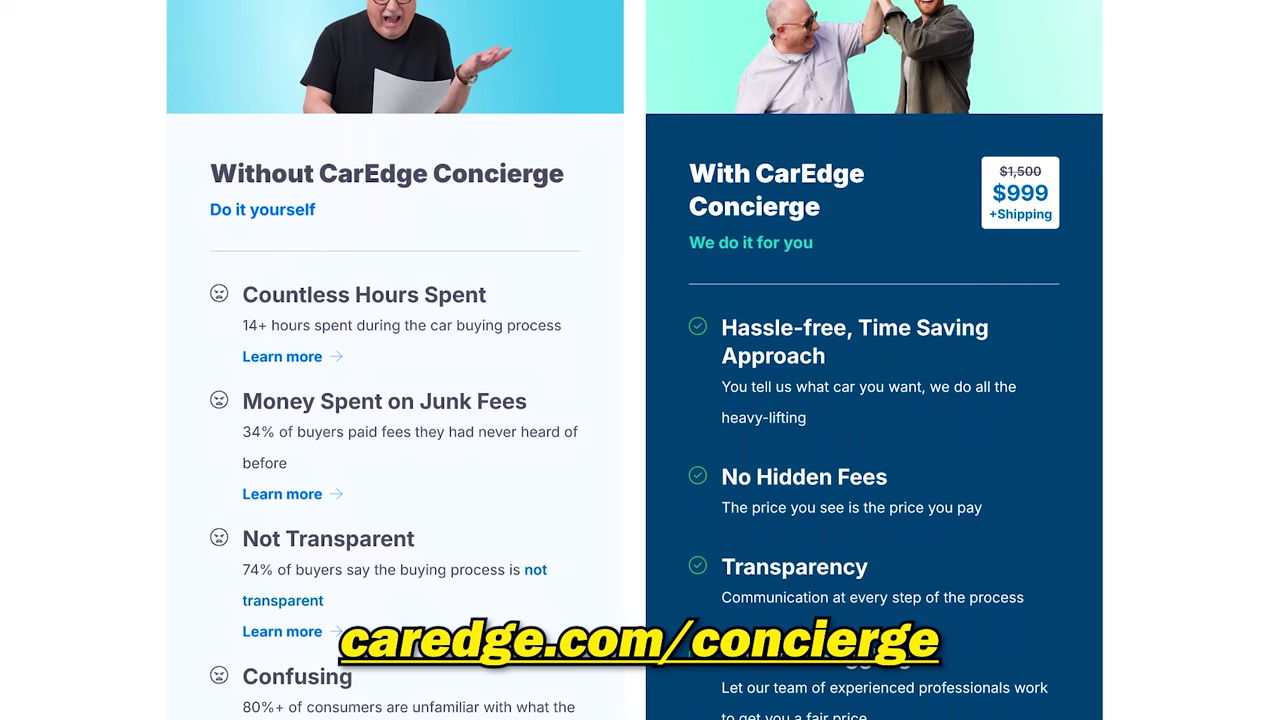 Without CarEdge Concierge
Do it yourself
Countless Hours Spent
14+ hours spent during the car buying process
Learn more →
Money Spent on Junk Fees
34% of buyers paid fees they had never heard of
before
Learn more →
Not Transparent
74% of buyers say the buying process is not
transparent
Learn more →
Confusing
80%+ of consumers are unfamiliar with what the
With CarEdge
Concierge
$1,500
$999
+Shipping
We do it for you
Hassle-free, Time Saving
Approach
You tell us what car you want, we do all the
heavy-lifting
No Hidden Fees
The price you see is the price you pay
Transparency
Communication at every step of the process
Let our team of experienced professionals work
to get you a fair price
caredge.com/concierge